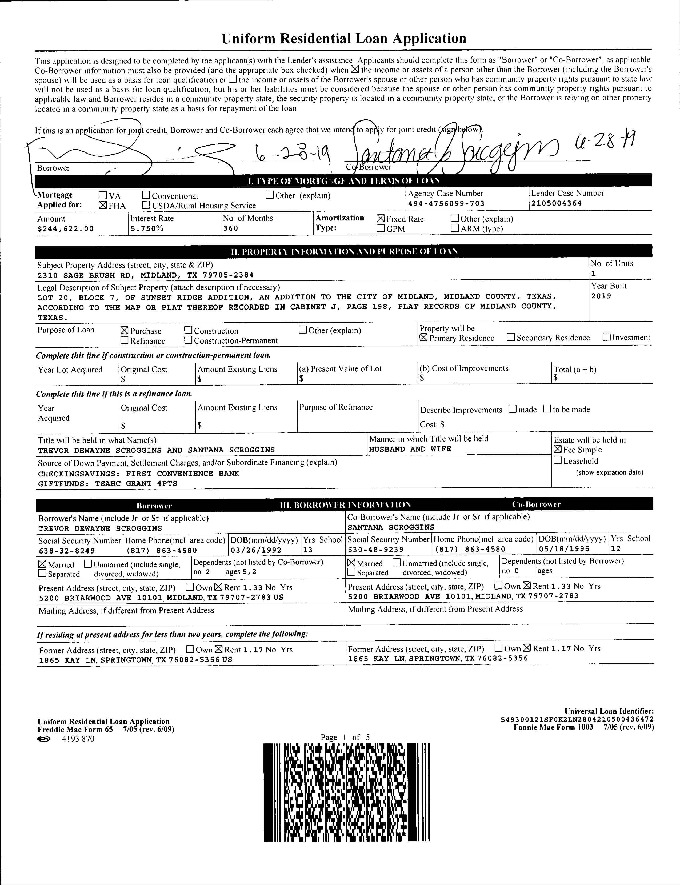 Uniform Residential Loan Application
This application is designed to be completed by the applicant(s) with the Lender's assistance. Applicants should complete this form as "Borrower" or "Co-Borrower", as applicable.
Co-Borrower information must also be provided (and the appropriate box checked) when ☒ the income or assets of a person other than the Borrower (including the Borrower's
spouse) will be used as a basis for loan qualification or ☐ the income or assets of the Borrower's spouse or other person who has community property rights pursuant to state law
will not be used as a basis for loan qualification, but his or her liabilities must be considered because the spouse or other person has community property rights pursuant to
applicable law and Borrower resides in a community property state, the security property is located in a community property state, or the Borrower is relying on other property
located in a community property state as a basis for repayment of the loan.
If this is an application for joint credit, Borrower and Co-Borrower each agree that we intend to apply for joint credit (sign below).
6-28-19 6-28-19
Borrower Co-Borrower
I. TYPE OF MORTGAGE AND TERMS OF LOAN
Mortgage ☐ VA ☐ Conventional ☐ Other (explain) Agency Case Number Lender Case Number
Applied for: ☒ FHA ☐ USDA/Rural Housing Service 494-4756099-703 2105004364
Amount Interest Rate No. of Months Amortization ☒ Fixed Rate ☐ Other (explain)
$244,622.00 5.750% 360 Type: ☐ GPM ☐ ARM (type)
II. PROPERTY INFORMATION AND PURPOSE OF LOAN
Subject Property Address (street, city, state & ZIP) No. of Units
2310 SAGE BRUSH RD, MIDLAND, TX 79705-2384 1
Legal Description of Subject Property (attach description if necessary) Year Built
LOT 20, BLOCK 7, OF SUNSET RIDGE ADDITION, AN ADDITION TO THE CITY OF MIDLAND, MIDLAND COUNTY, TEXAS, 2019
ACCORDING TO THE MAP OR PLAT THEREOF RECORDED IN CABINET J, PAGE 198, PLAT RECORDS OF MIDLAND COUNTY,
TEXAS.
Purpose of Loan ☒ Purchase ☐ Construction ☐ Other (explain) Property will be
☐ Refinance ☐ Construction-Permanent ☒ Primary Residence ☐ Secondary Residence ☐ Investment
Complete this line if construction or construction-permanent loan.
Year Lot Acquired Original Cost Amount Existing Liens (a) Present Value of Lot (b) Cost of Improvements Total (a + b)
$ $ $ $ $
Complete this line if this is a refinance loan.
Year Original Cost Amount Existing Liens Purpose of Refinance Describe Improvements ☐ made ☐ to be made
Acquired $ $ Cost $
Title will be held in what Name(s) Manner in which Title will be held Estate will be held in
TREVOR DEWAYNE SCROGGINS AND SANTANA SCROGGINS HUSBAND AND WIFE ☒ Fee Simple
Source of Down Payment, Settlement Charges, and/or Subordinate Financing (explain) ☐ Leasehold
CHECKINGSAVINGS: FIRST CONVENIENCE BANK (show expiration date)
GIFTFUNDS: TSAHC GRANT 4PTS
Borrower III. BORROWER INFORMATION Co-Borrower
Borrower's Name (include Jr. or Sr. if applicable) Co-Borrower's Name (include Jr. or Sr. if applicable)
TREVOR DEWAYNE SCROGGINS SANTANA SCROGGINS
Social Security Number Home Phone(incl. area code) DOB(mm/dd/yyyy) Yrs. School Social Security Number Home Phone(incl. area code) DOB(mm/dd/yyyy) Yrs. School
638-32-8249 (817) 863-4580 03/26/1992 13 630-48-9239 (817) 863-4580 05/18/1995 12
☒ Married ☐ Unmarried (include single, Dependents (not listed by Co-Borrower) ☒ Married ☐ Unmarried (include single, Dependents (not listed by Borrower)
☐ Separated divorced, widowed) no. 2 ages 5,2 ☐ Separated divorced, widowed) no. 0 ages
Present Address (street, city, state, ZIP) ☐ Own ☒ Rent 1.33 No. Yrs. Present Address (street, city, state, ZIP) ☐ Own ☒ Rent 1.33 No. Yrs.
5200 BRIARWOOD AVE 10101, MIDLAND, TX 79707-2783 US 5200 BRIARWOOD AVE 10101, MIDLAND, TX 79707-2783
Mailing Address, if different from Present Address Mailing Address, if different from Present Address
If residing at present address for less than two years, complete the following:
Former Address (street, city, state, ZIP) ☐ Own ☒ Rent 1.17 No. Yrs. Former Address (street, city, state, ZIP) ☐ Own ☒ Rent 1.17 No. Yrs.
1865 KAY LN, SPRINGTOWN, TX 76082-5356 US 1865 KAY LN, SPRINGTOWN, TX 76082-5356
Universal Loan Identifier:
Uniform Residential Loan Application 549300121SF0K2LN2804210500436472
Freddie Mac Form 65 7/05 (rev. 6/09) Fannie Mae Form 1003 7/05 (rev. 6/09)
Page 1 of 5